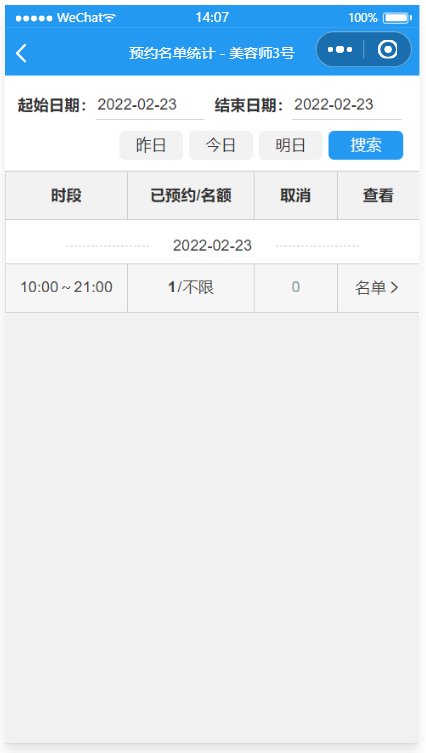 WeChat 14:07 100%
预约名单统计 - 美容师3号
起始日期： 2022-02-23 结束日期： 2022-02-23
昨日 今日 明日 搜索
时段 已预约/名额 取消 查看
2022-02-23
10:00～21:00 1/不限 0 名单